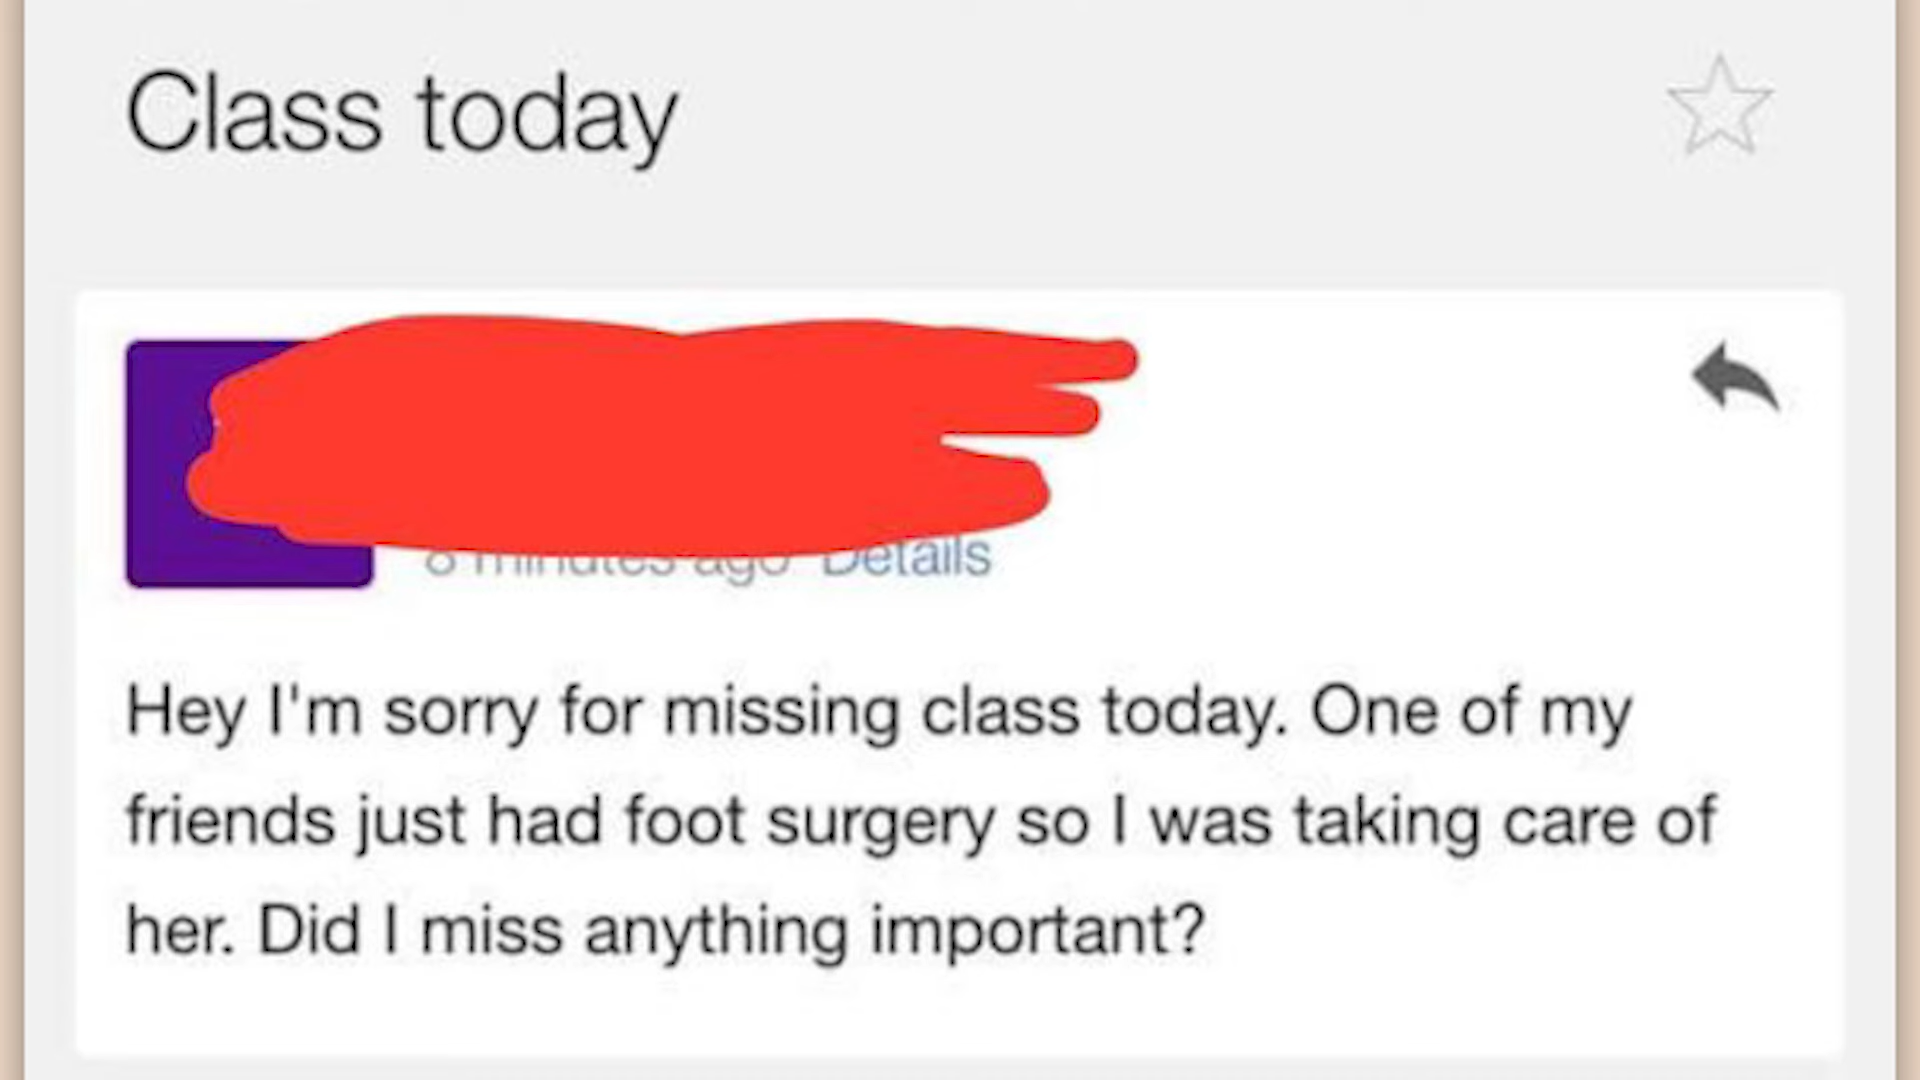 Class today
8 minutes ago Details
Hey I'm sorry for missing class today. One of my
friends just had foot surgery so I was taking care of
her. Did I miss anything important?